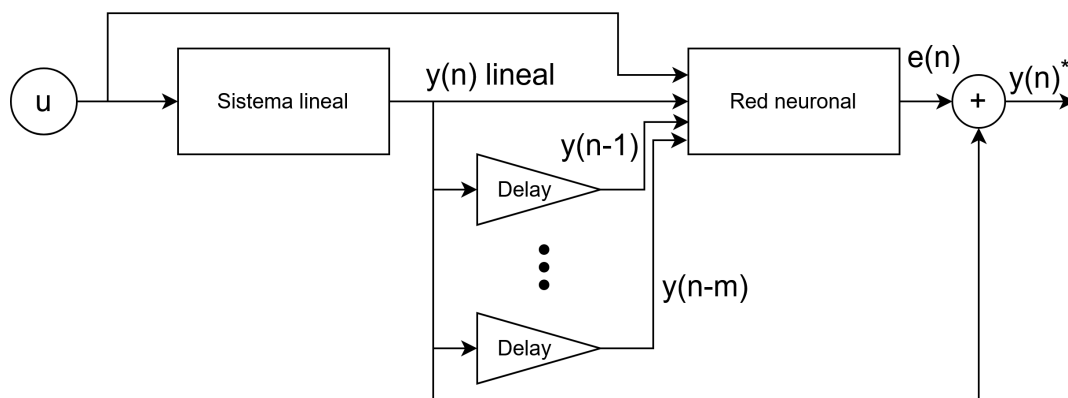 u
Sistema lineal
y(n) lineal
Red neuronal
e(n)
+
y(n)*
y(n-1)
Delay
y(n-m)
Delay